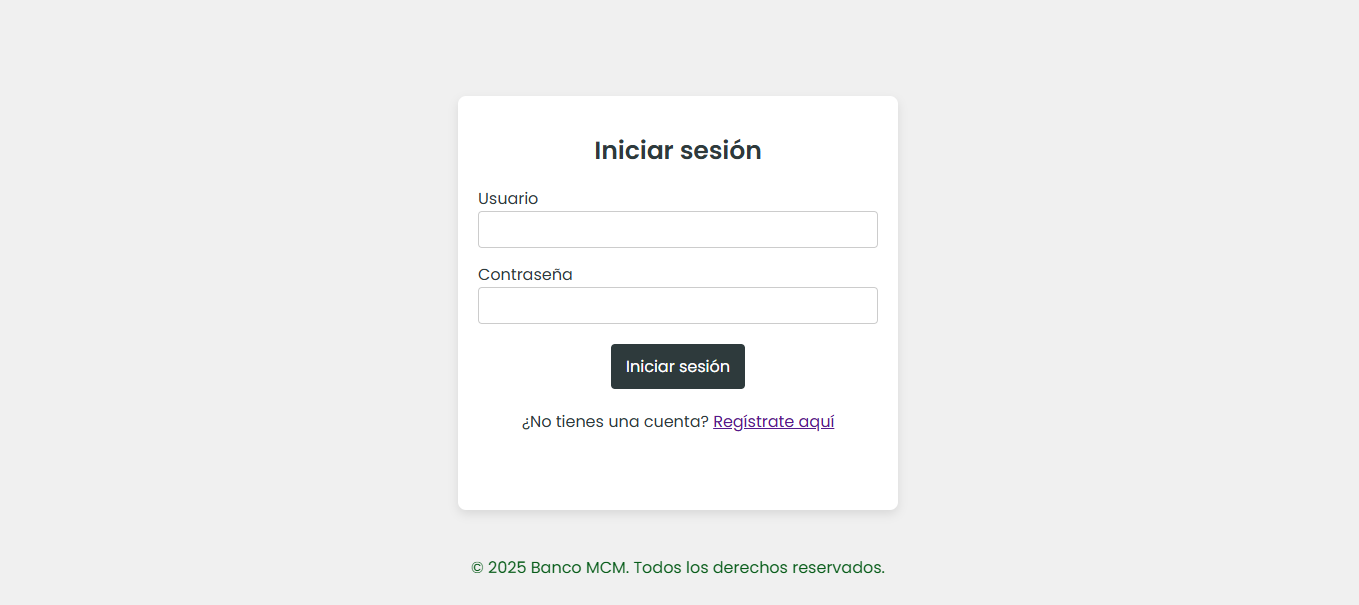 Iniciar sesión
Usuario
Contraseña
Iniciar sesión
¿No tienes una cuenta? Regístrate aquí
© 2025 Banco MCM. Todos los derechos reservados.